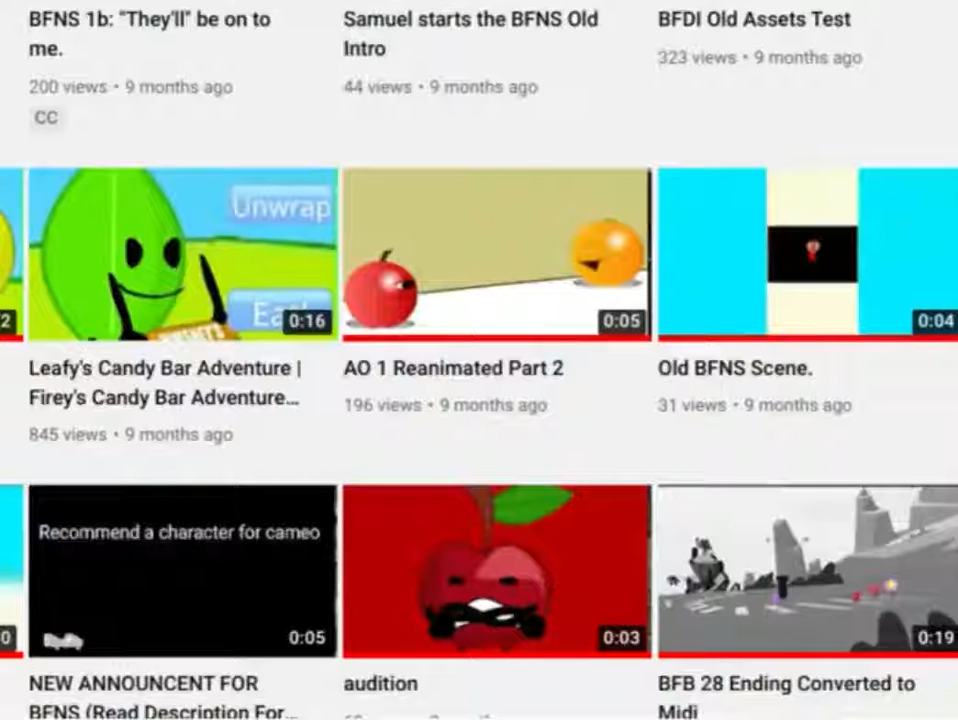 BFNS 1b: "They'll" be on to
me.
200 views • 9 months ago
CC
Samuel starts the BFNS Old
Intro
44 views • 9 months ago
BFDI Old Assets Test
323 views • 9 months ago
2
Unwrap
0:16
0:05
0:04
Leafy's Candy Bar Adventure |
Firey's Candy Bar Adventure...
845 views • 9 months ago
AO 1 Reanimated Part 2
196 views • 9 months ago
Old BFNS Scene.
31 views • 9 months ago
0
Recommend a character for cameo
0:05
0:03
0:19
NEW ANNOUNCENT FOR
BFNS (Read Description For...
audition
BFB 28 Ending Converted to
Midi